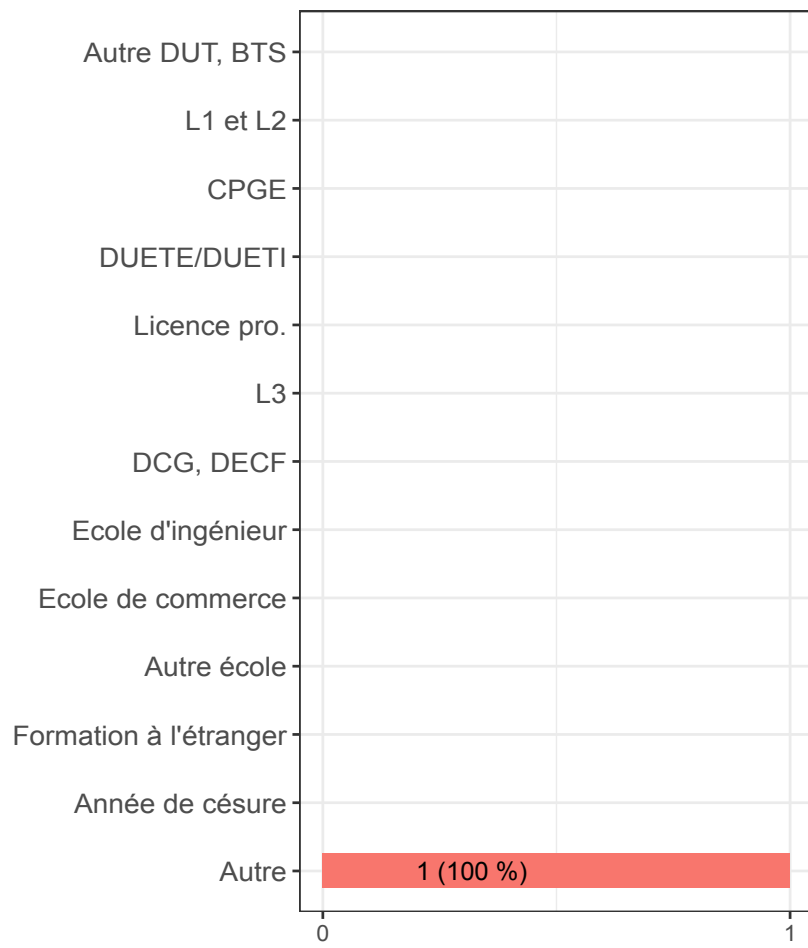 Autre DUT, BTS
L1 et L2
CPGE
DUETE/DUETI
Licence pro.
L3
DCG, DECF
Ecole d'ingénieur
Ecole de commerce
Autre école
Formation à l'étranger
Année de césure
Autre
1 (100 %)
0
1